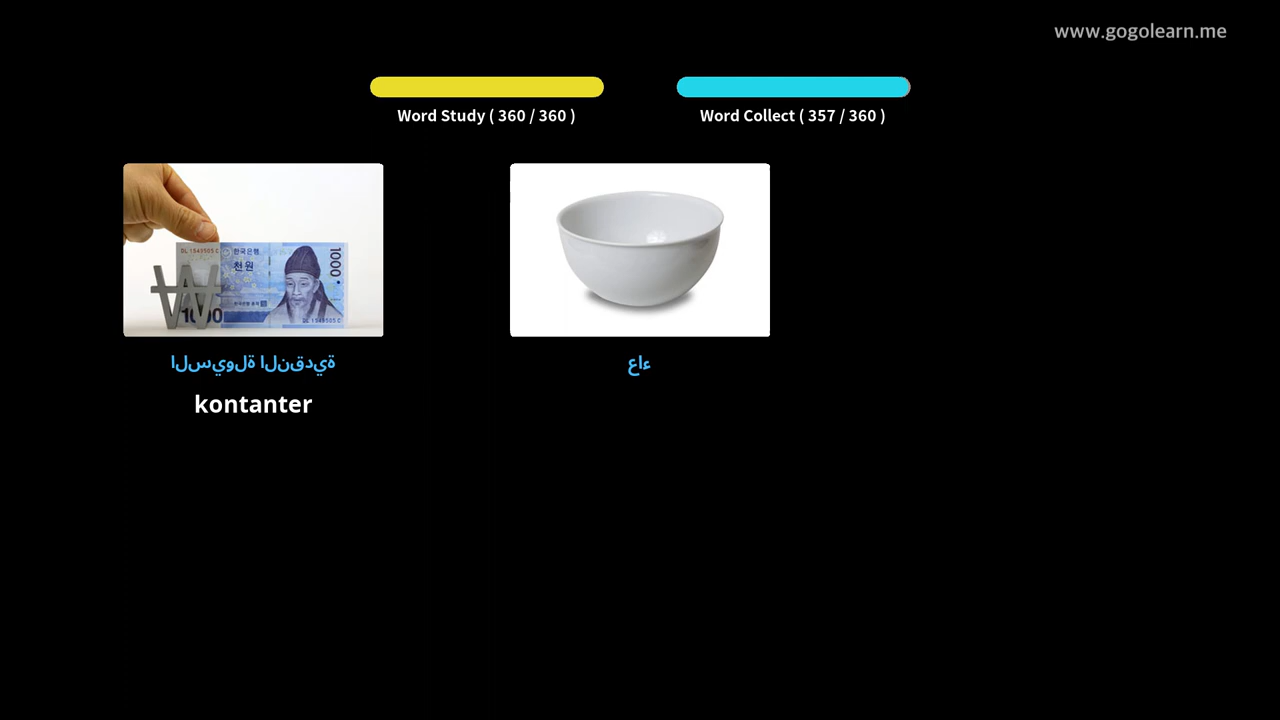 www.gogolearn.me
Word Study ( 360 / 360 )
Word Collect ( 357 / 360 )
한국은행
천원
1000
1000
السيولة النقدية
عاء
kontanter